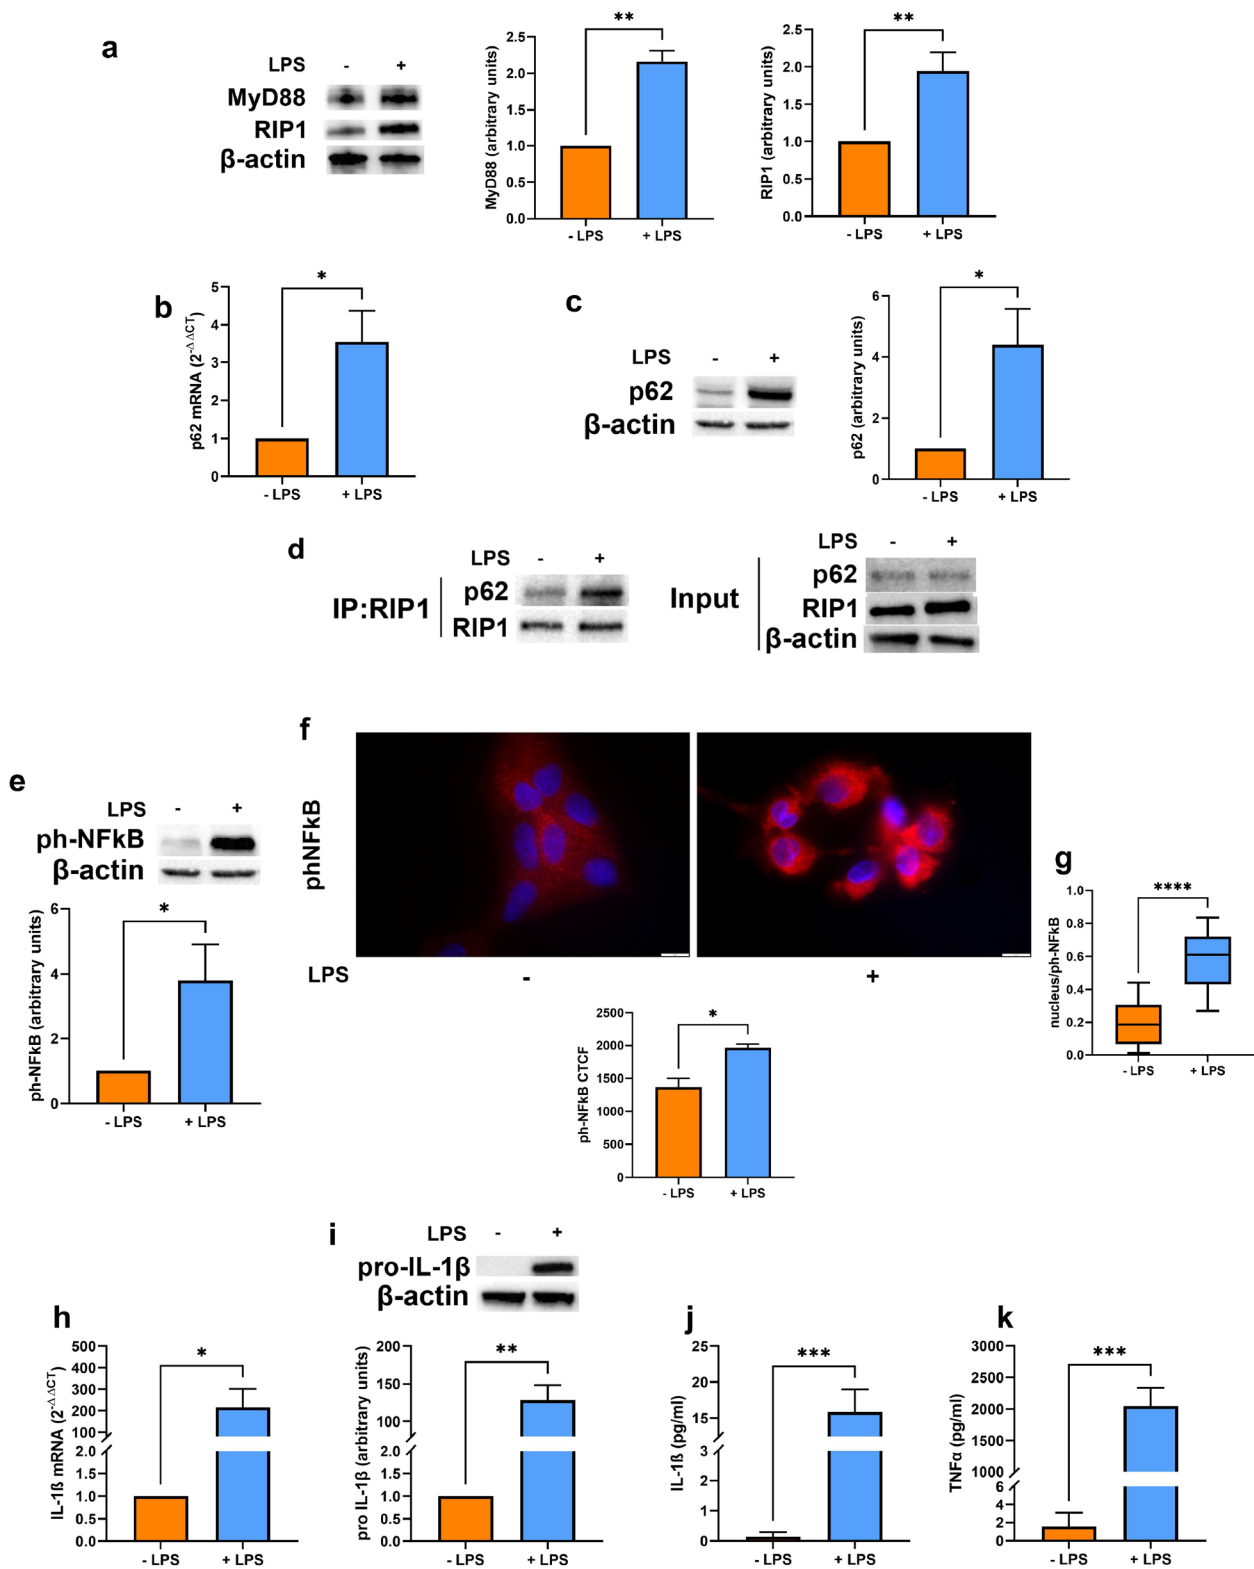 a
LPS - +
MyD88
RIP1
β-actin
**
MyD88 (arbitrary units)
2.5
2.0
1.5
1.0
0.5
0.0
- LPS + LPS
**
RIP1 (arbitrary units)
2.5
2.0
1.5
1.0
0.5
0.0
- LPS + LPS
b
*
p62 mRNA (2^-ΔΔCT)
5
4
3
2
1
0
- LPS + LPS
c
LPS - +
p62
β-actin
*
p62 (arbitrary units)
6
4
2
0
- LPS + LPS
d
LPS - +
IP:RIP1
p62
RIP1
LPS - +
Input
p62
RIP1
β-actin
e
LPS - +
ph-NFkB
β-actin
*
ph-NFkB (arbitrary units)
6
4
2
0
- LPS + LPS
f
phNFkB
LPS - +
*
ph-NFkB CTCF
2500
2000
1500
1000
500
0
- LPS + LPS
g
****
nucleus/ph-NFkB
1.0
0.8
0.6
0.4
0.2
0.0
- LPS + LPS
h
*
IL-1ß mRNA (2^-ΔΔCT)
500
400
300
200
100
2.0
1.5
1.0
0.5
0.0
- LPS + LPS
i
LPS - +
pro-IL-1β
β-actin
**
pro IL-1β (arbitrary units)
200
150
100
2.0
1.5
1.0
0.5
0.0
- LPS + LPS
j
***
IL-1ß (pg/ml)
25
20
15
3
2
1
0
- LPS + LPS
k
***
TNFα (pg/ml)
3000
2500
2000
1500
1000
6
4
2
0
- LPS + LPS